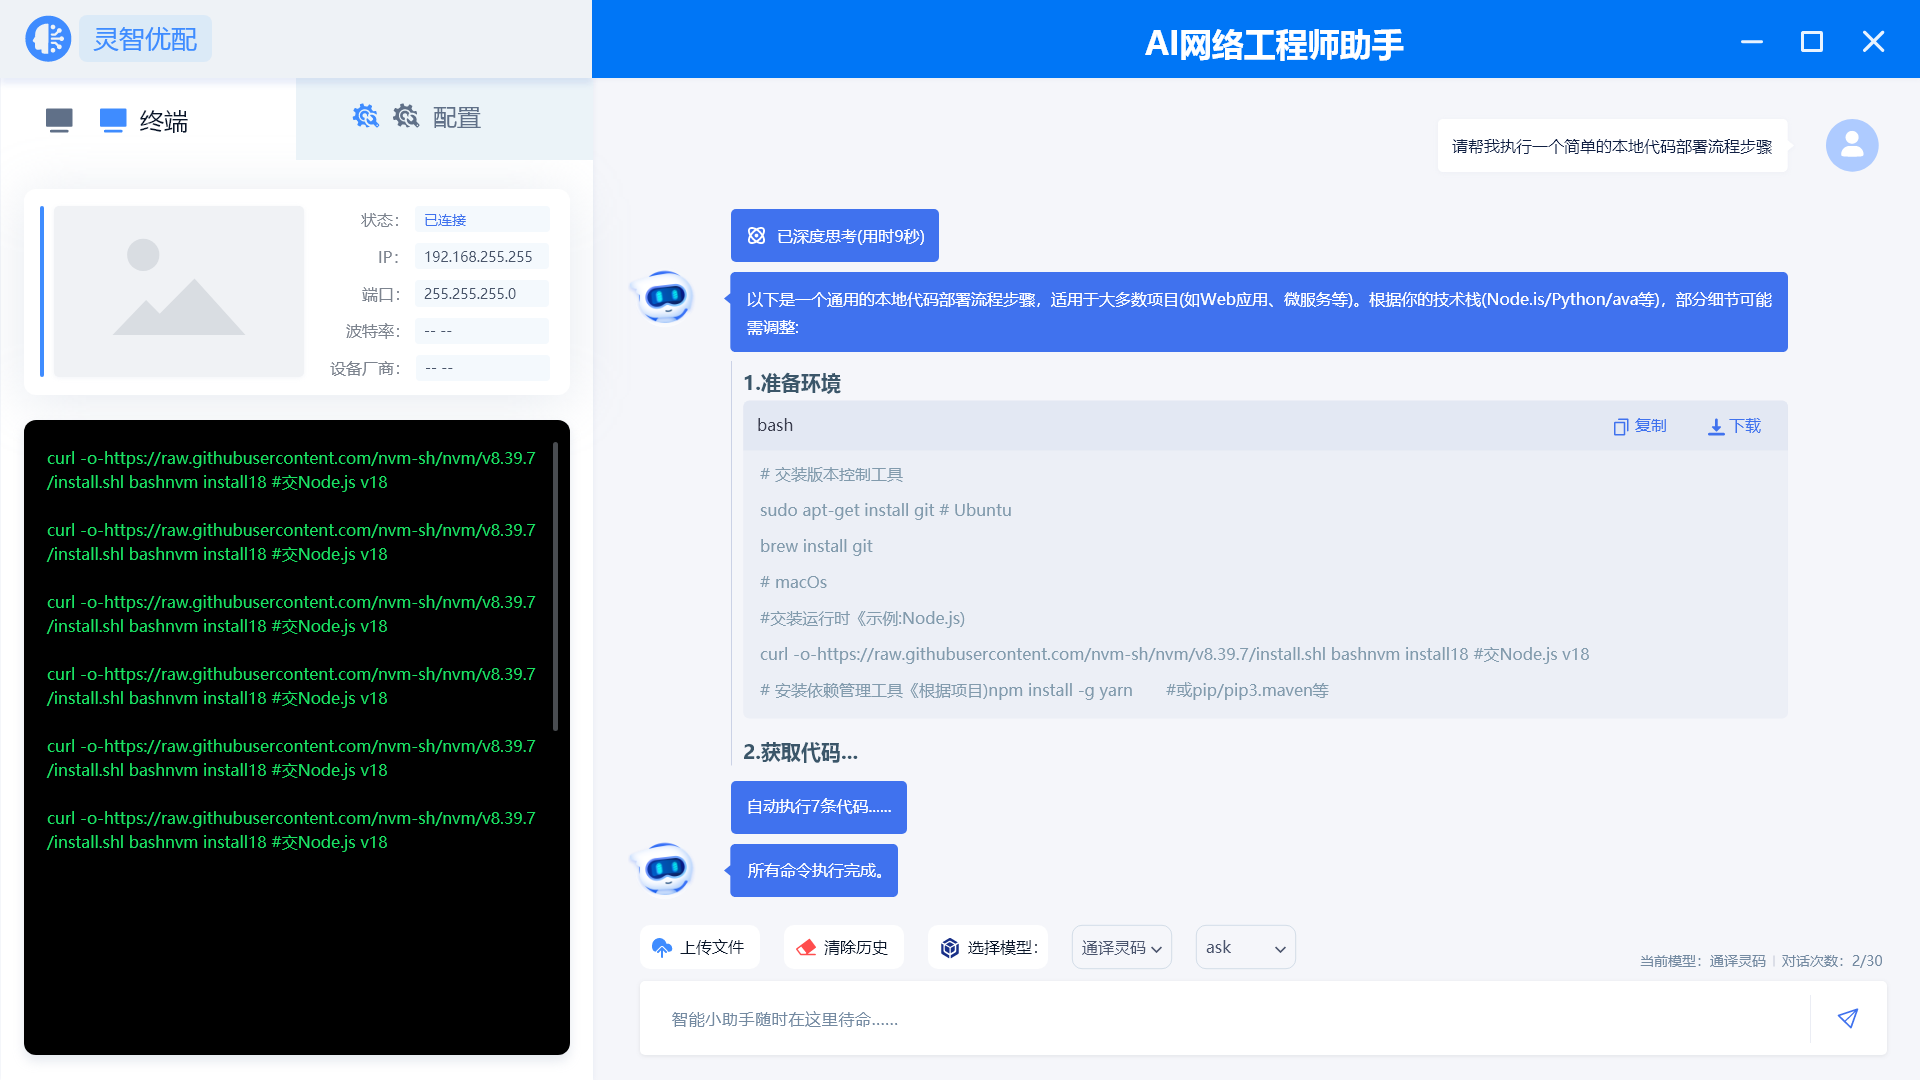 灵智优配
AI网络工程师助手
终端
配置
状态： 已连接
IP： 192.168.255.255
端口： 255.255.255.0
波特率： -- --
设备厂商： -- --
curl -o-https://raw.githubusercontent.com/nvm-sh/nvm/v8.39.7
/install.shl bashnvm install18 #交Node.js v18
curl -o-https://raw.githubusercontent.com/nvm-sh/nvm/v8.39.7
/install.shl bashnvm install18 #交Node.js v18
curl -o-https://raw.githubusercontent.com/nvm-sh/nvm/v8.39.7
/install.shl bashnvm install18 #交Node.js v18
curl -o-https://raw.githubusercontent.com/nvm-sh/nvm/v8.39.7
/install.shl bashnvm install18 #交Node.js v18
curl -o-https://raw.githubusercontent.com/nvm-sh/nvm/v8.39.7
/install.shl bashnvm install18 #交Node.js v18
curl -o-https://raw.githubusercontent.com/nvm-sh/nvm/v8.39.7
/install.shl bashnvm install18 #交Node.js v18
请帮我执行一个简单的本地代码部署流程步骤
已深度思考(用时9秒)
以下是一个通用的本地代码部署流程步骤，适用于大多数项目(如Web应用、微服务等)。根据你的技术栈(Node.is/Python/ava等)，部分细节可能
需调整:
1.准备环境
bash 复制 下载
# 交装版本控制工具
sudo apt-get install git # Ubuntu
brew install git
# macOs
#交装运行时《示例:Node.js)
curl -o-https://raw.githubusercontent.com/nvm-sh/nvm/v8.39.7/install.shl bashnvm install18 #交Node.js v18
# 安装依赖管理工具《根据项目)npm install -g yarn #或pip/pip3.maven等
2.获取代码...
自动执行7条代码......
所有命令执行完成。
上传文件 清除历史 选择模型： 通译灵码 ask
当前模型：通译灵码 | 对话次数：2/30
智能小助手随时在这里待命......